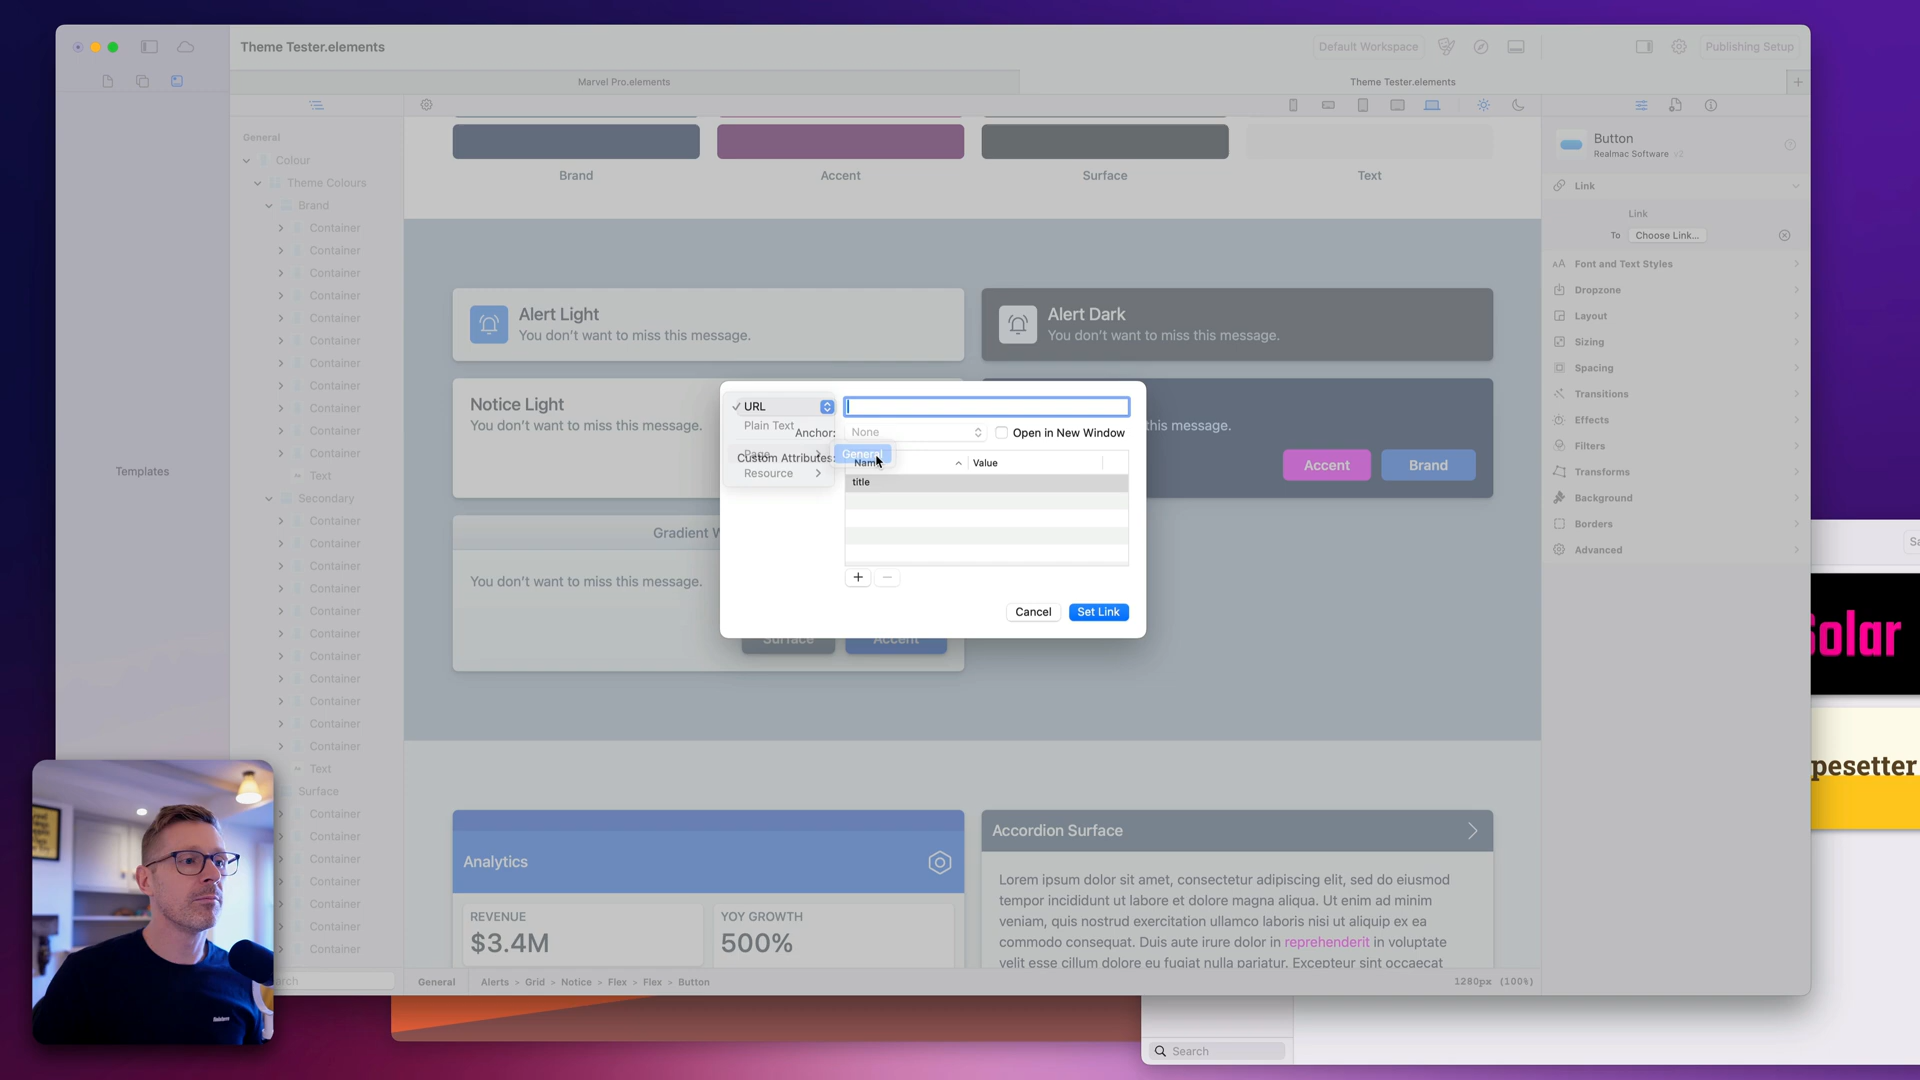 Theme Tester.elements
Default Workspace
Publishing Setup
Marvel Pro.elements
Theme Tester.elements
General
Colour
Theme Colours
Brand
Container
Container
Container
Container
Container
Container
Container
Container
Container
Container
Container
Text
Secondary
Container
Container
Container
Container
Container
Container
Container
Container
Container
Container
Container
Text
Surface
Container
Container
Container
Container
Container
Container
Container
Templates
Brand
Accent
Surface
Text
Alert Light
You don't want to miss this message.
Alert Dark
You don't want to miss this message.
Notice Light
You don't want to miss this message.
this message.
Accent
Brand
Gradient W
You don't want to miss this message.
Surface
Accent
URL
Plain Text
Page
Resource
General
Anchor:
None
Open in New Window
Custom Attributes:
Name
Value
title
Cancel
Set Link
Analytics
REVENUE
$3.4M
YOY GROWTH
500%
Accordion Surface
Lorem ipsum dolor sit amet, consectetur adipiscing elit, sed do eiusmod
tempor incididunt ut labore et dolore magna aliqua. Ut enim ad minim
veniam, quis nostrud exercitation ullamco laboris nisi ut aliquip ex ea
commodo consequat. Duis aute irure dolor in reprehenderit in voluptate
velit esse cillum dolore eu fugiat nulla pariatur. Excepteur sint occaecat
General
Alerts > Grid > Notice > Flex > Flex > Button
1280px (100%)
Button
Realmac Software v2
Link
Link
To
Choose Link...
Font and Text Styles
Dropzone
Layout
Sizing
Spacing
Transitions
Effects
Filters
Transforms
Background
Borders
Advanced
Solar
pesetter
Search